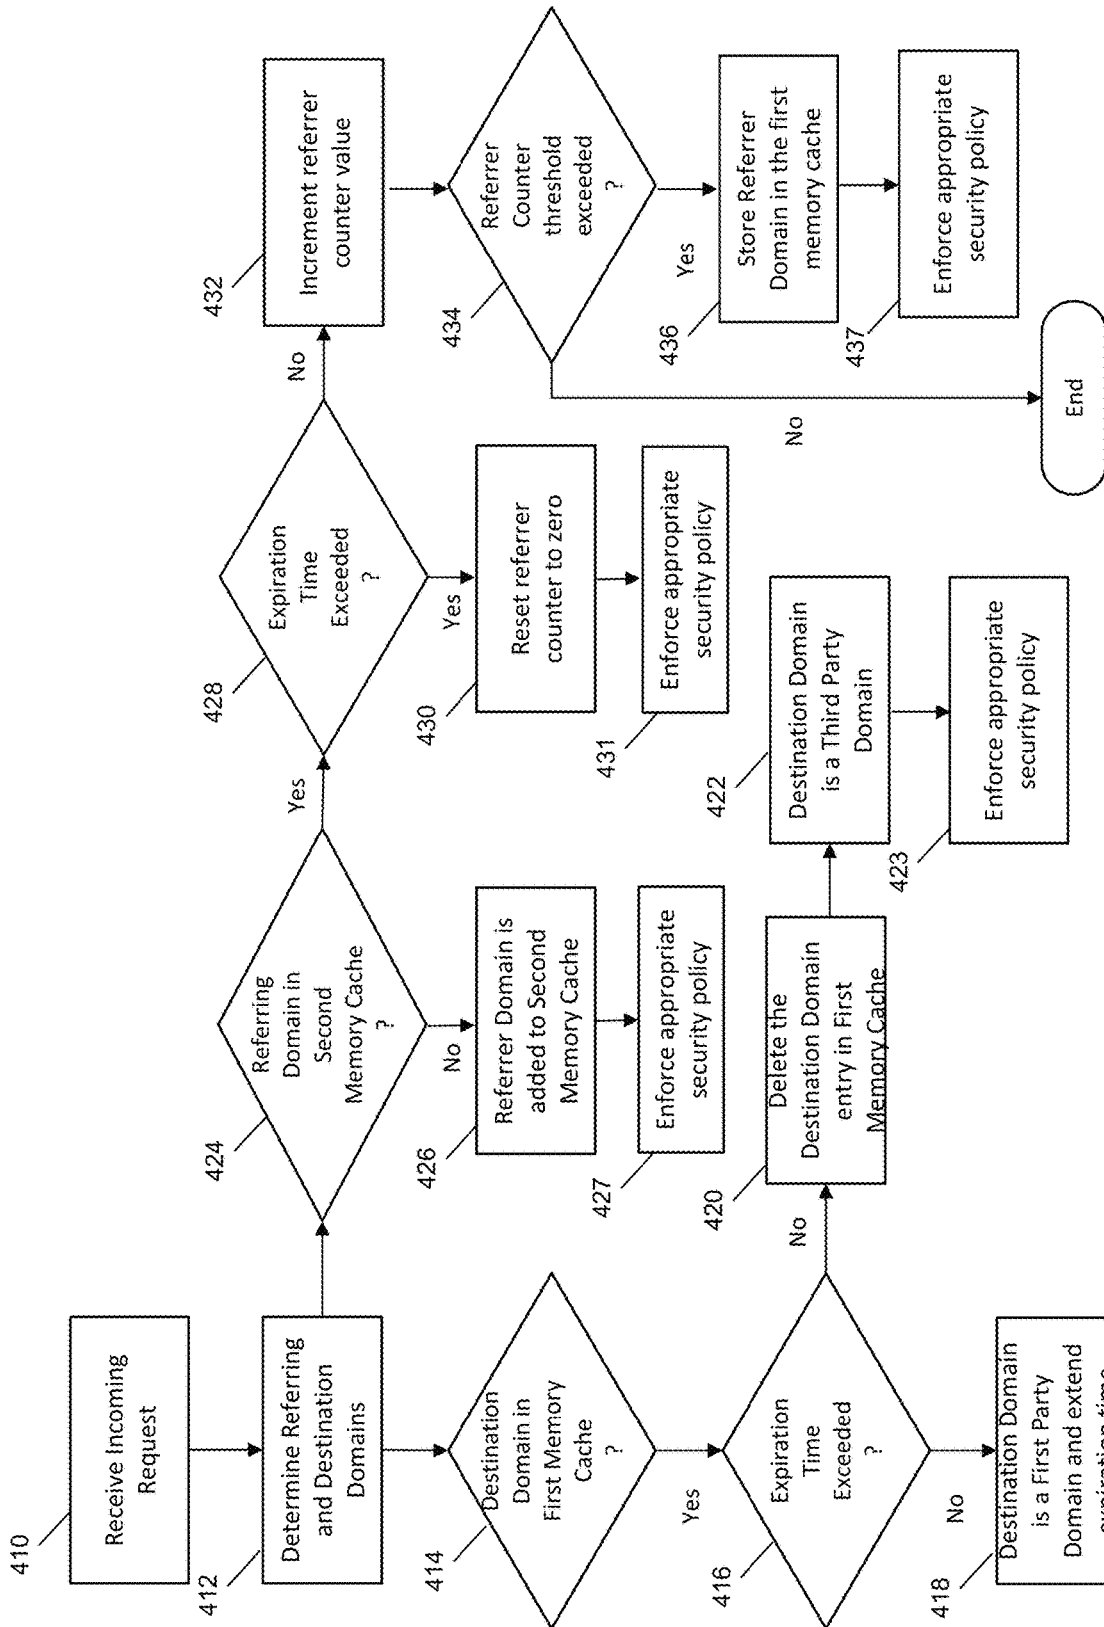 410
Receive Incoming
Request
412
Determine Referring
and Destination
Domains
414
Destination
Domain in
First Memory
Cache
?
Yes
416
Expiration
Time
Exceeded
?
No
418
Destination Domain
is a First Party
Domain and extend
expiration time
No
420
Delete the
Destination Domain
entry in First
Memory Cache
422
Destination Domain
is a Third Party
Domain
423
Enforce appropriate
security policy
424
Referring
Domain in
Second
Memory Cache
?
No
426
Referrer Domain is
added to Second
Memory Cache
427
Enforce appropriate
security policy
Yes
428
Expiration
Time
Exceeded
?
Yes
430
Reset referrer
counter to zero
431
Enforce appropriate
security policy
No
432
Increment referrer
counter value
434
Referrer
Counter
threshold
exceeded
?
Yes
436
Store Referrer
Domain in the first
memory cache
437
Enforce appropriate
security policy
No
End